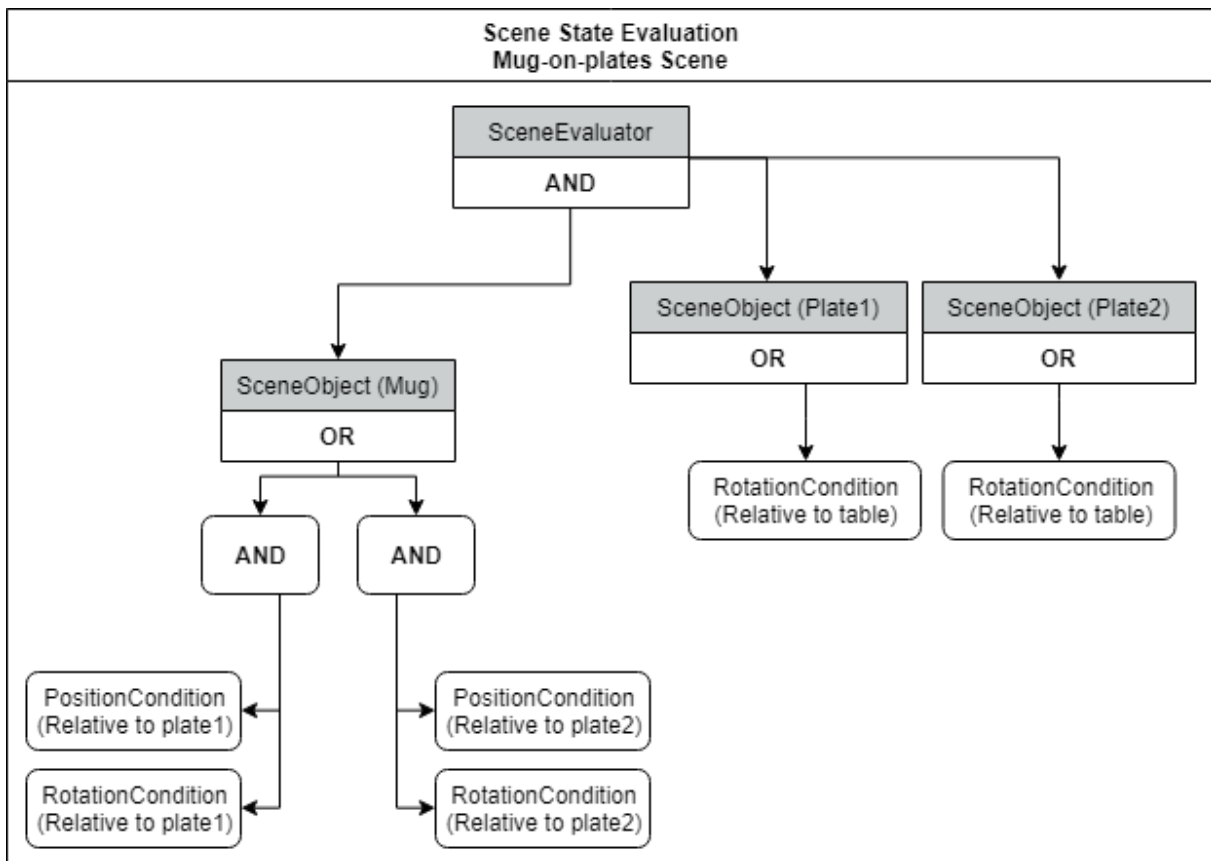 Scene State Evaluation
Mug-on-plates Scene
SceneEvaluator
AND
SceneObject (Plate1)
OR
SceneObject (Plate2)
OR
SceneObject (Mug)
OR
RotationCondition
(Relative to table)
RotationCondition
(Relative to table)
AND
AND
PositionCondition
(Relative to plate1)
PositionCondition
(Relative to plate2)
RotationCondition
(Relative to plate1)
RotationCondition
(Relative to plate2)